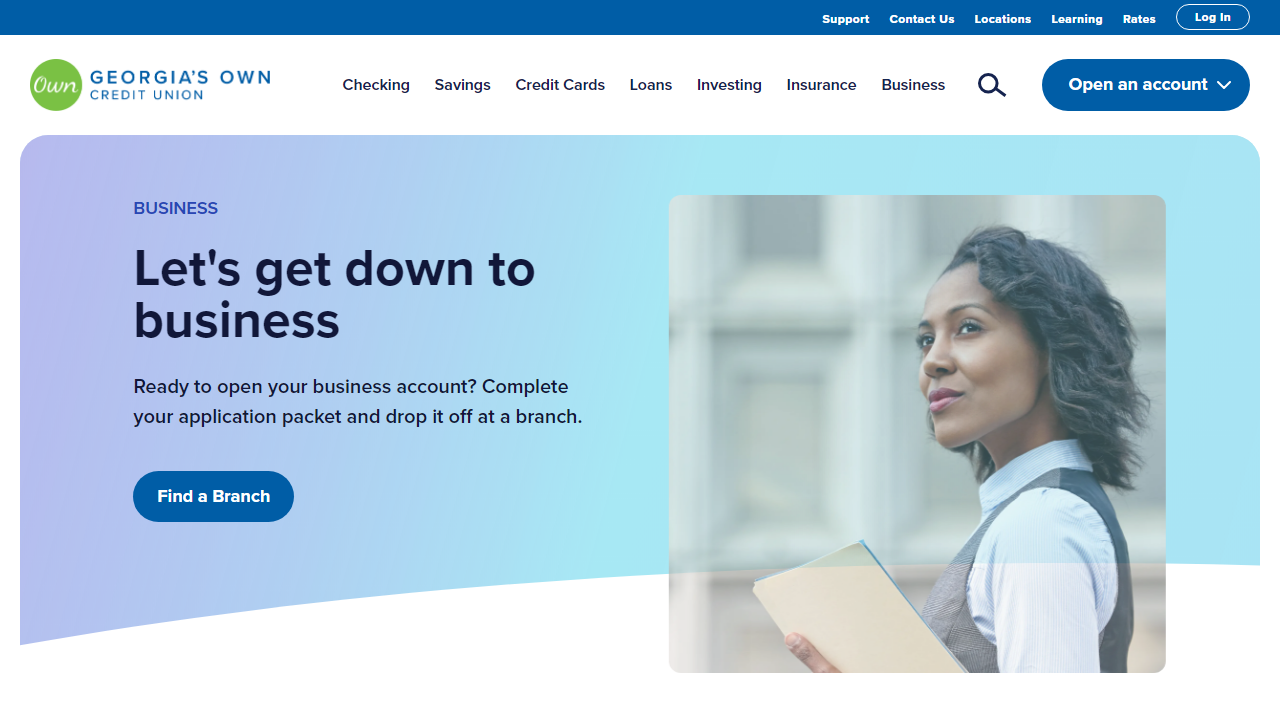 Support Contact Us Locations Learning Rates Log In
Own GEORGIA'S OWN
CREDIT UNION
Checking Savings Credit Cards Loans Investing Insurance Business Open an account
BUSINESS
Let's get down to
business
Ready to open your business account? Complete
your application packet and drop it off at a branch.
Find a Branch